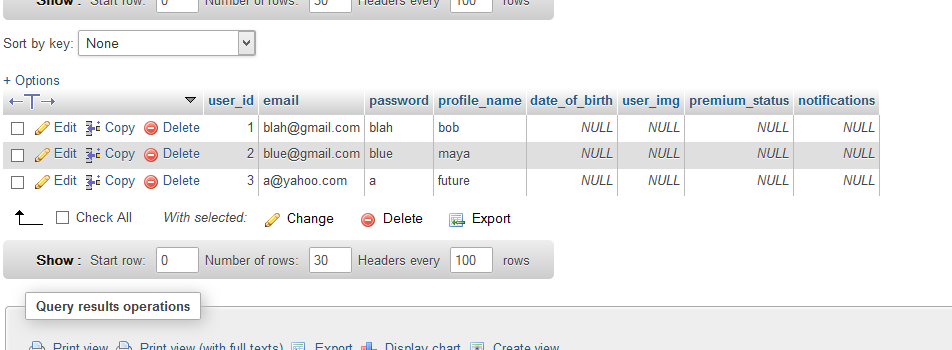 Show : Start row: 0 Number of rows: 30 Headers every 100 rows
Sort by key: None
+ Options
←T→ user_id email password profile_name date_of_birth user_img premium_status notifications
Edit Copy Delete 1 blah@gmail.com blah bob NULL NULL NULL NULL
Edit Copy Delete 2 blue@gmail.com blue maya NULL NULL NULL NULL
Edit Copy Delete 3 a@yahoo.com a future NULL NULL NULL NULL
Check All With selected: Change Delete Export
Show : Start row: 0 Number of rows: 30 Headers every 100 rows
Query results operations
Print view Print view (with full texts) Export Display chart Create view